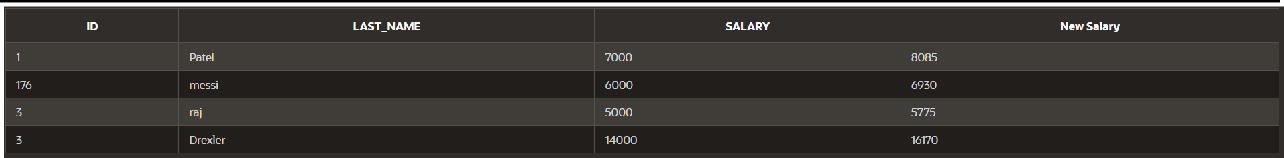 ID LAST_NAME SALARY New Salary
1 Patel 7000 8085
176 messi 6000 6930
3 raj 5000 5775
3 Drexler 14000 16170